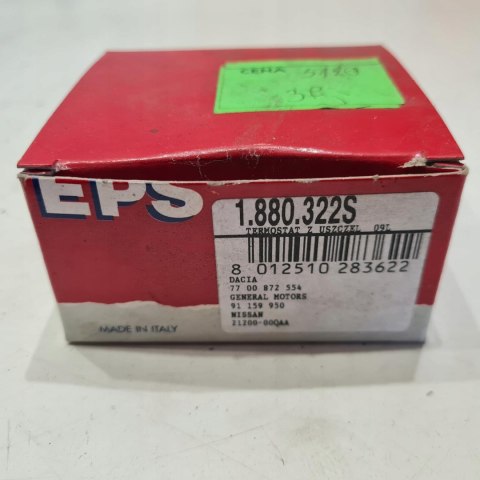 CENA
EPS
1.880.322S
TERMOSTAT Z USZCZEL 09L
8 012510 283622
DACIA
77 00 872 554
GENERAL MOTORS
91 159 950
NISSAN
21200-00QAA
MADE IN ITALY